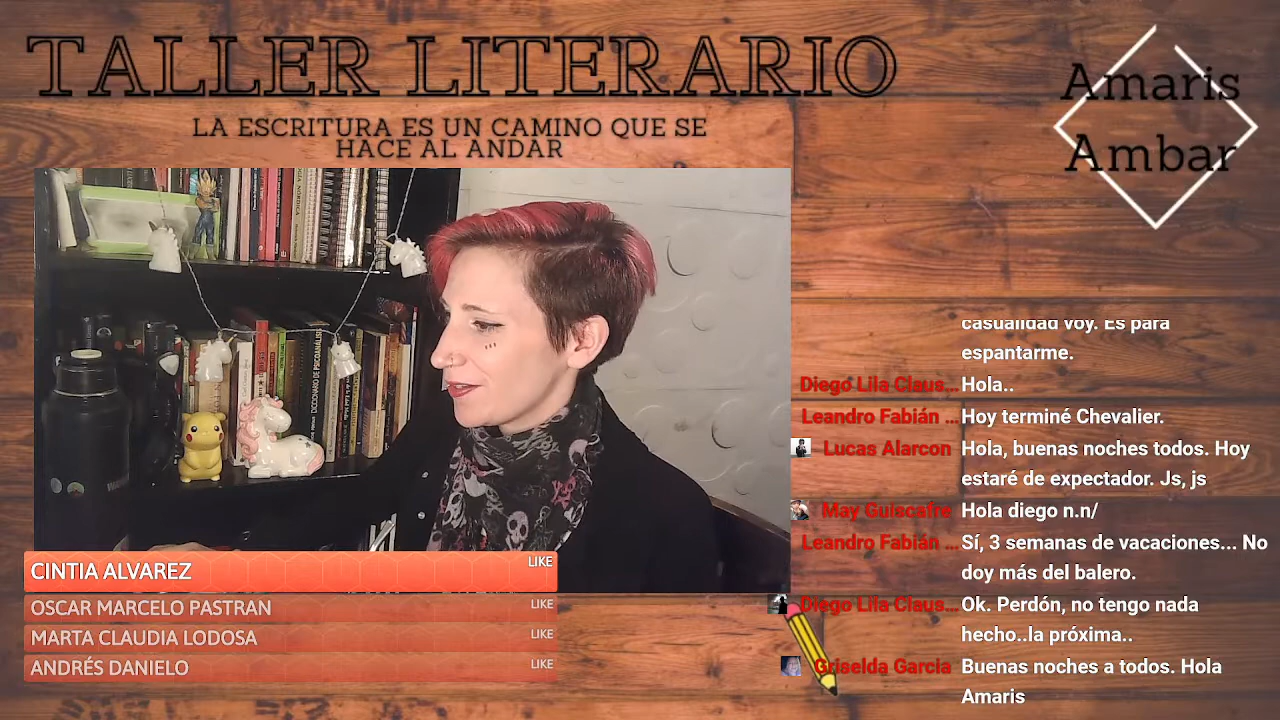 TALLER LITERARIO
LA ESCRITURA ES UN CAMINO QUE SE
HACE AL ANDAR
Amaris
Ambar
casualidad voy. Es para
espantarme.
Diego Lila Claus... Hola..
Leandro Fabián ... Hoy terminé Chevalier.
Lucas Alarcon Hola, buenas noches todos. Hoy
estaré de expectador. Js, js
May Guiscafre Hola diego n.n/
Leandro Fabián ... Sí, 3 semanas de vacaciones... No
doy más del balero.
Diego Lila Claus... Ok. Perdón, no tengo nada
hecho..la próxima..
Griselda Garcia Buenas noches a todos. Hola
Amaris
DICCIONARIO DE PSICOANÁLISIS
CINTIA ALVAREZ LIKE
OSCAR MARCELO PASTRAN LIKE
MARTA CLAUDIA LODOSA LIKE
ANDRÉS DANIELO LIKE